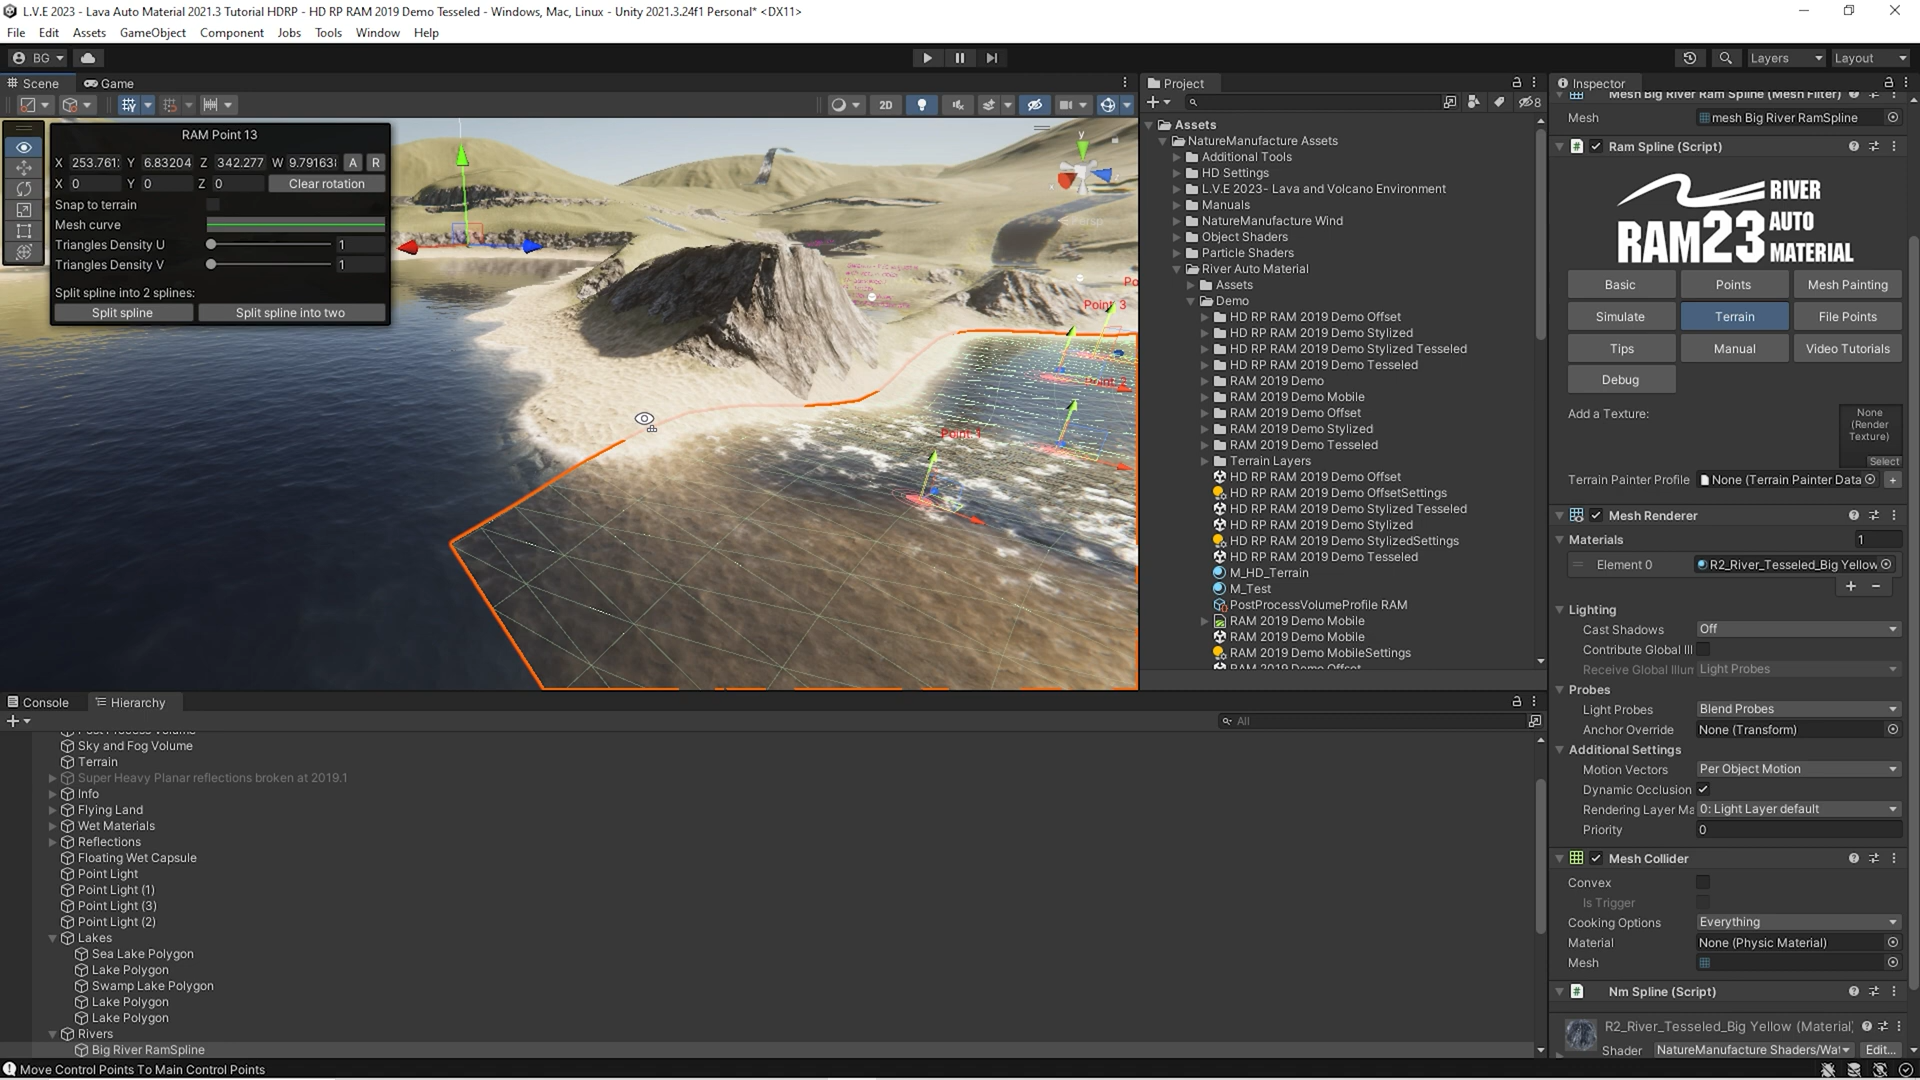 L.V.E 2023 - Lava Auto Material 2021.3 Tutorial HDRP - HD RP RAM 2019 Demo Tesseled - Windows, Mac, Linux - Unity 2021.3.24f1 Personal* <DX11>
File Edit Assets GameObject Component Jobs Tools Window Help
BG
Layers
Layout
Scene
Game
2D
RAM Point 13
X 253.761: Y 6.83204 Z 342.277 W 9.7916 A R
X 0 Y 0 Z 0 Clear rotation
Snap to terrain
Mesh curve
Triangles Density U 1
Triangles Density V 1
Split spline into 2 splines:
Split spline
Split spline into two
y
Persp
Point 3
Point 2
Point 1
Project
8
Assets
NatureManufacture Assets
Additional Tools
HD Settings
L.V.E 2023- Lava and Volcano Environment
Manuals
NatureManufacture Wind
Object Shaders
Particle Shaders
River Auto Material
Assets
Demo
HD RP RAM 2019 Demo Offset
HD RP RAM 2019 Demo Stylized
HD RP RAM 2019 Demo Stylized Tesseled
HD RP RAM 2019 Demo Tesseled
RAM 2019 Demo
RAM 2019 Demo Mobile
RAM 2019 Demo Offset
RAM 2019 Demo Stylized
RAM 2019 Demo Tesseled
Terrain Layers
HD RP RAM 2019 Demo Offset
HD RP RAM 2019 Demo OffsetSettings
HD RP RAM 2019 Demo Stylized Tesseled
HD RP RAM 2019 Demo Stylized
HD RP RAM 2019 Demo StylizedSettings
HD RP RAM 2019 Demo Tesseled
M_HD_Terrain
M_Test
PostProcessVolumeProfile RAM
RAM 2019 Demo Mobile
RAM 2019 Demo Mobile
RAM 2019 Demo MobileSettings
RAM 2019 Demo Offset
Inspector
Mesh Big River Ram Spline (Mesh Filter)
Mesh mesh Big River RamSpline
Ram Spline (Script)
RAM23 RIVER AUTO MATERIAL
Basic Points Mesh Painting
Simulate Terrain File Points
Tips Manual Video Tutorials
Debug
Add a Texture:
None (Render Texture)
Select
Terrain Painter Profile None (Terrain Painter Data
Mesh Renderer
Materials 1
Element 0 R2_River_Tesseled_Big Yellow
Lighting
Cast Shadows Off
Contribute Global Ill
Receive Global Illum Light Probes
Probes
Light Probes Blend Probes
Anchor Override None (Transform)
Additional Settings
Motion Vectors Per Object Motion
Dynamic Occlusion
Rendering Layer Ma 0: Light Layer default
Priority 0
Mesh Collider
Convex
Is Trigger
Cooking Options Everything
Material None (Physic Material)
Mesh
Nm Spline (Script)
R2_River_Tesseled_Big Yellow (Material)
Shader NatureManufacture Shaders/Wat Edit...
Console
Hierarchy
All
Post Process Volume
Sky and Fog Volume
Terrain
Super Heavy Planar reflections broken at 2019.1
Info
Flying Land
Wet Materials
Reflections
Floating Wet Capsule
Point Light
Point Light (1)
Point Light (3)
Point Light (2)
Lakes
Sea Lake Polygon
Lake Polygon
Swamp Lake Polygon
Lake Polygon
Lake Polygon
Rivers
Big River RamSpline
Move Control Points To Main Control Points